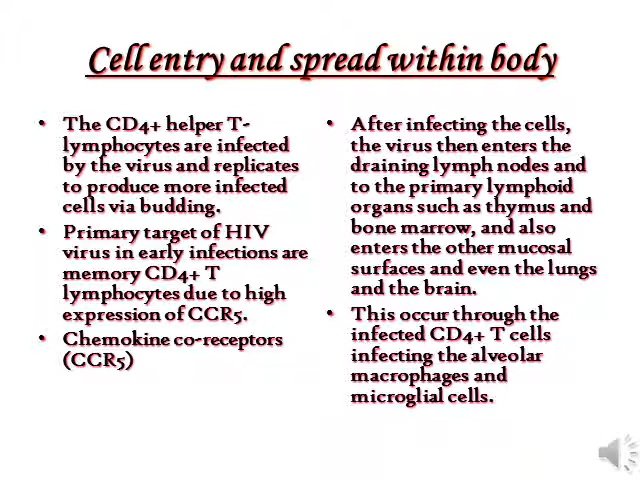 Cell entry and spread within body
• The CD4+ helper T-
lymphocytes are infected
by the virus and replicates
to produce more infected
cells via budding.
• Primary target of HIV
virus in early infections are
memory CD4+ T
lymphocytes due to high
expression of CCR5.
• Chemokine co-receptors
(CCR5)
• After infecting the cells,
the virus then enters the
draining lymph nodes and
to the primary lymphoid
organs such as thymus and
bone marrow, and also
enters the other mucosal
surfaces and even the lungs
and the brain.
• This occur through the
infected CD4+ T cells
infecting the alveolar
macrophages and
microglial cells.